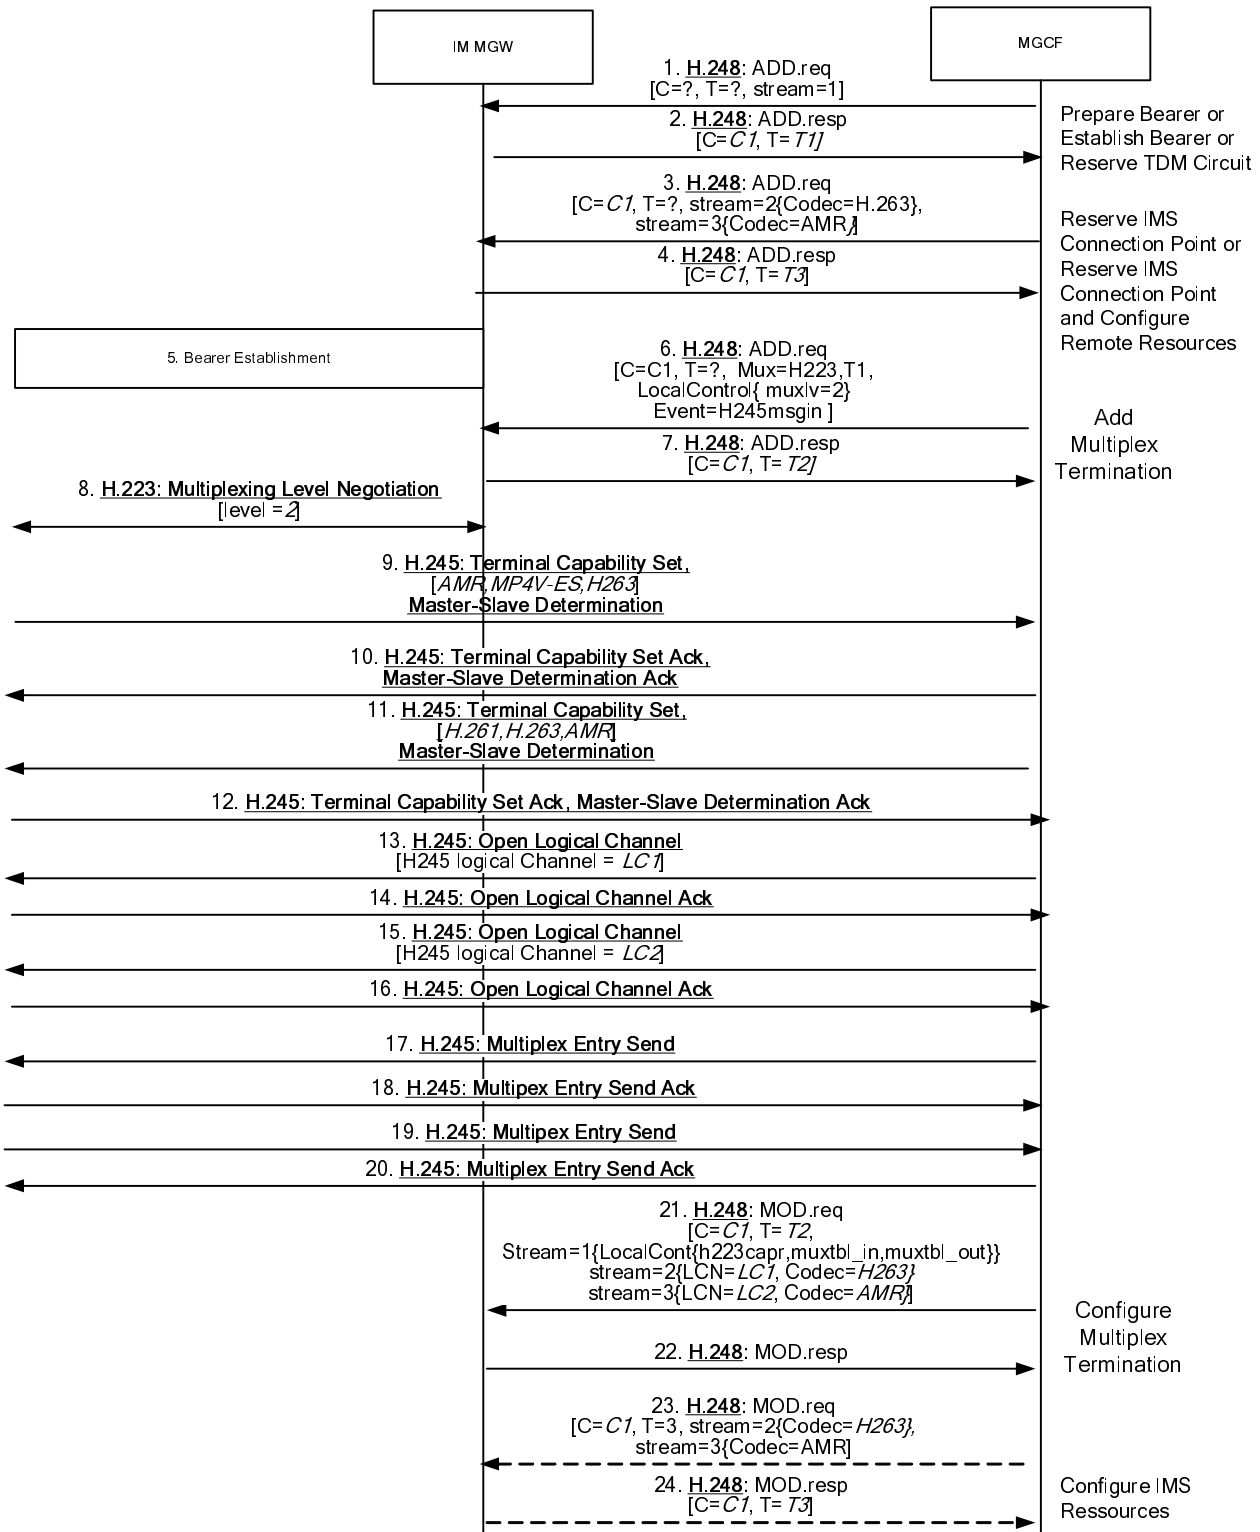 IM MGW
MGCF
1. H.248: ADD.req
[C=?, T=?, stream=1]
2. H.248: ADD.resp
[C=C1, T=T1]
Prepare Bearer or
Establish Bearer or
Reserve TDM Circuit
3. H.248: ADD.req
[C=C1, T=?, stream=2{Codec=H.263},
stream=3{Codec=AMR}]
4. H.248: ADD.resp
[C=C1, T=T3]
Reserve IMS
Connection Point or
Reserve IMS
Connection Point
and Configure
Remote Resources
5. Bearer Establishment
6. H.248: ADD.req
[C=C1, T=?, Mux=H223,T1,
LocalControl{ muxlv=2}
Event=H245msgin ]
7. H.248: ADD.resp
[C=C1, T=T2]
Add
Multiplex
Termination
8. H.223: Multiplexing Level Negotiation
[level =2]
9. H.245: Terminal Capability Set,
[AMR,MP4V-ES,H263]
Master-Slave Determination
10. H.245: Terminal Capability Set Ack,
Master-Slave Determination Ack
11. H.245: Terminal Capability Set,
[H.261,H.263,AMR]
Master-Slave Determination
12. H.245: Terminal Capability Set Ack, Master-Slave Determination Ack
13. H.245: Open Logical Channel
[H245 logical Channel = LC1]
14. H.245: Open Logical Channel Ack
15. H.245: Open Logical Channel
[H245 logical Channel = LC2]
16. H.245: Open Logical Channel Ack
17. H.245: Multiplex Entry Send
18. H.245: Multipex Entry Send Ack
19. H.245: Multipex Entry Send
20. H.245: Multiplex Entry Send Ack
21. H.248: MOD.req
[C=C1, T=T2,
Stream=1{LocalCont{h223capr,muxtbl_in,muxtbl_out}}
stream=2{LCN=LC1, Codec=H263}
stream=3{LCN=LC2, Codec=AMR}]
Configure
Multiplex
Termination
22. H.248: MOD.resp
23. H.248: MOD.req
[C=C1, T=3, stream=2{Codec=H263},
stream=3{Codec=AMR]
24. H.248: MOD.resp
[C=C1, T=T3]
Configure IMS
Ressources